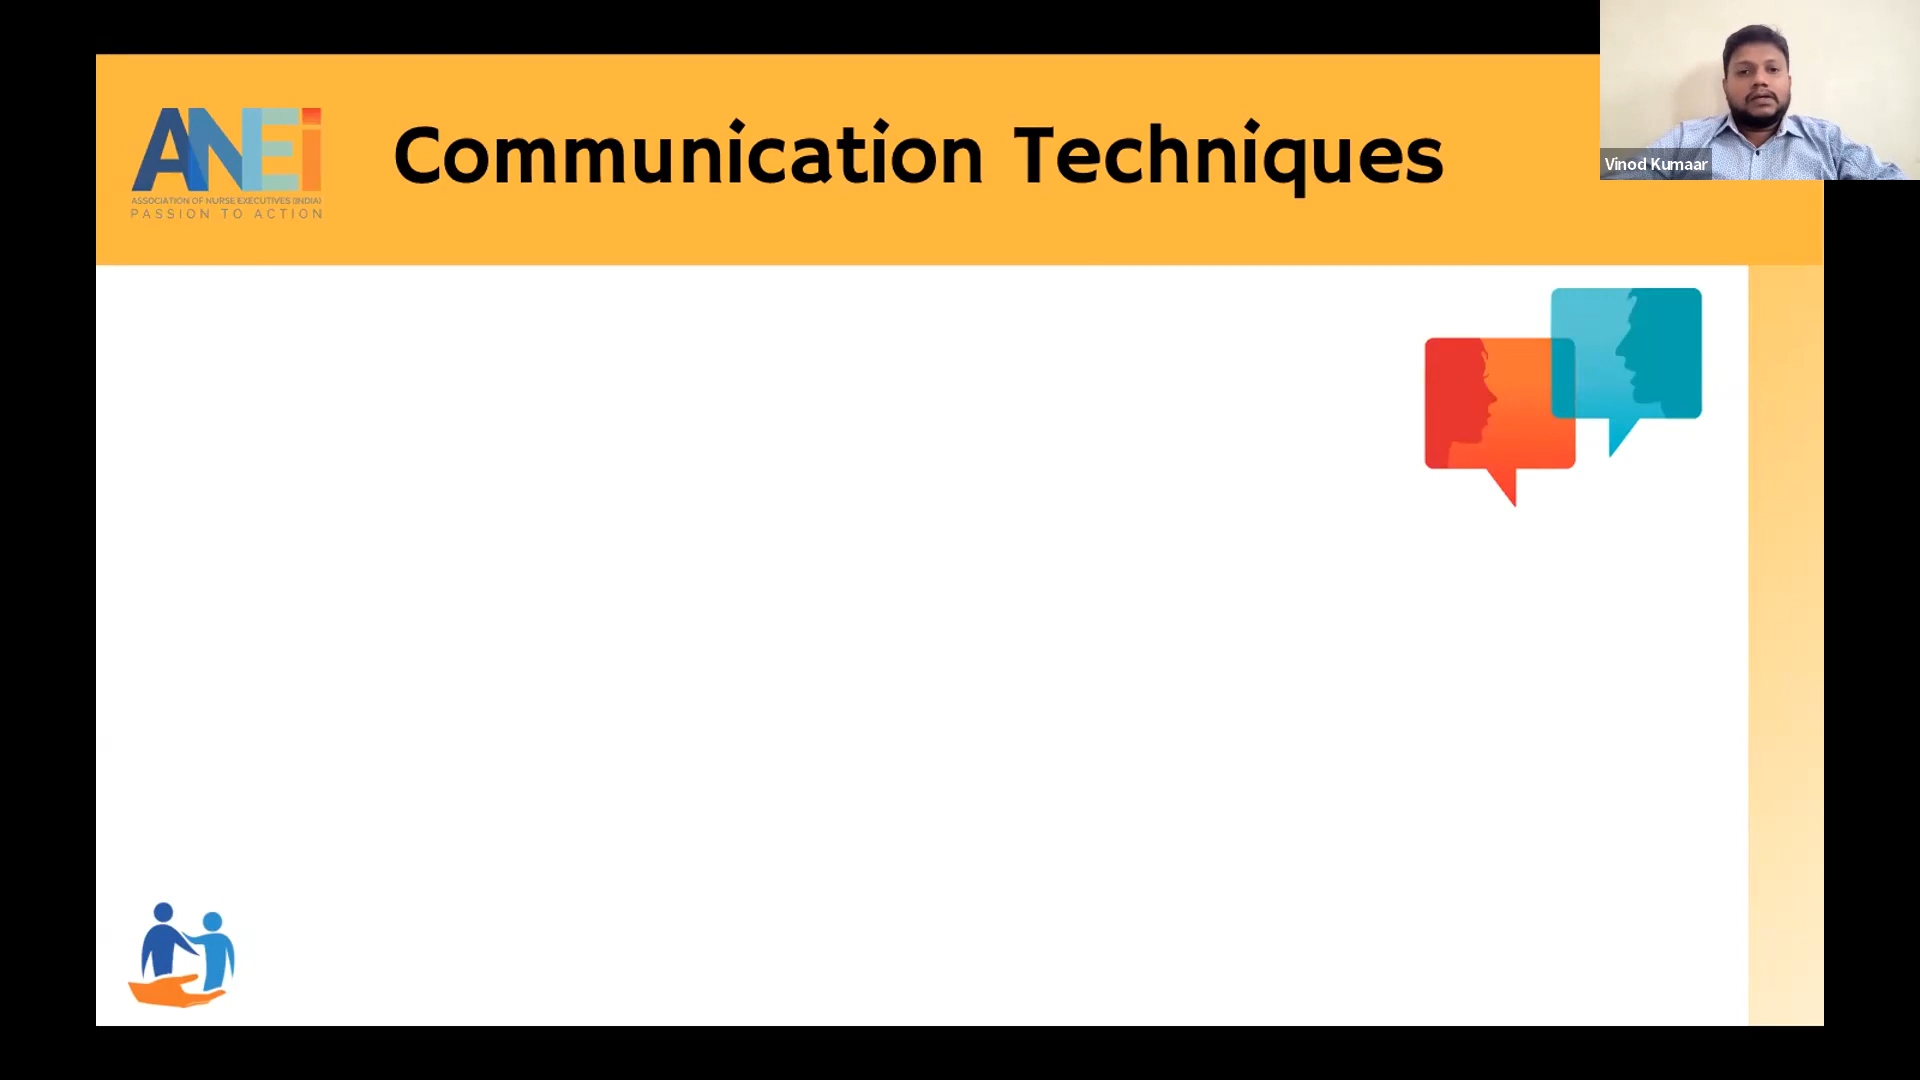 ANEi
ASSOCIATION OF NURSE EXECUTIVES (INDIA)
PASSION TO ACTION
Communication Techniques
Vinod Kumaar